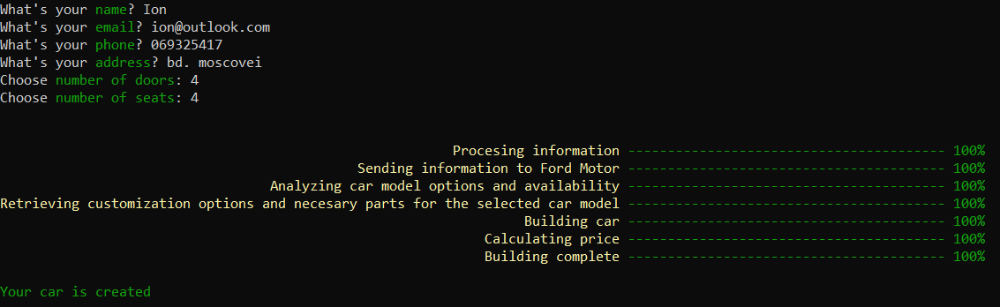 What's your name? Ion
What's your email? ion@outlook.com
What's your phone? 069325417
What's your address? bd. moscovei
Choose number of doors: 4
Choose number of seats: 4
Procesing information ---------------------------------------- 100%
Sending information to Ford Motor ---------------------------------------- 100%
Analyzing car model options and availability ---------------------------------------- 100%
Retrieving customization options and necesary parts for the selected car model ---------------------------------------- 100%
Building car ---------------------------------------- 100%
Calculating price ---------------------------------------- 100%
Building complete ---------------------------------------- 100%
Your car is created